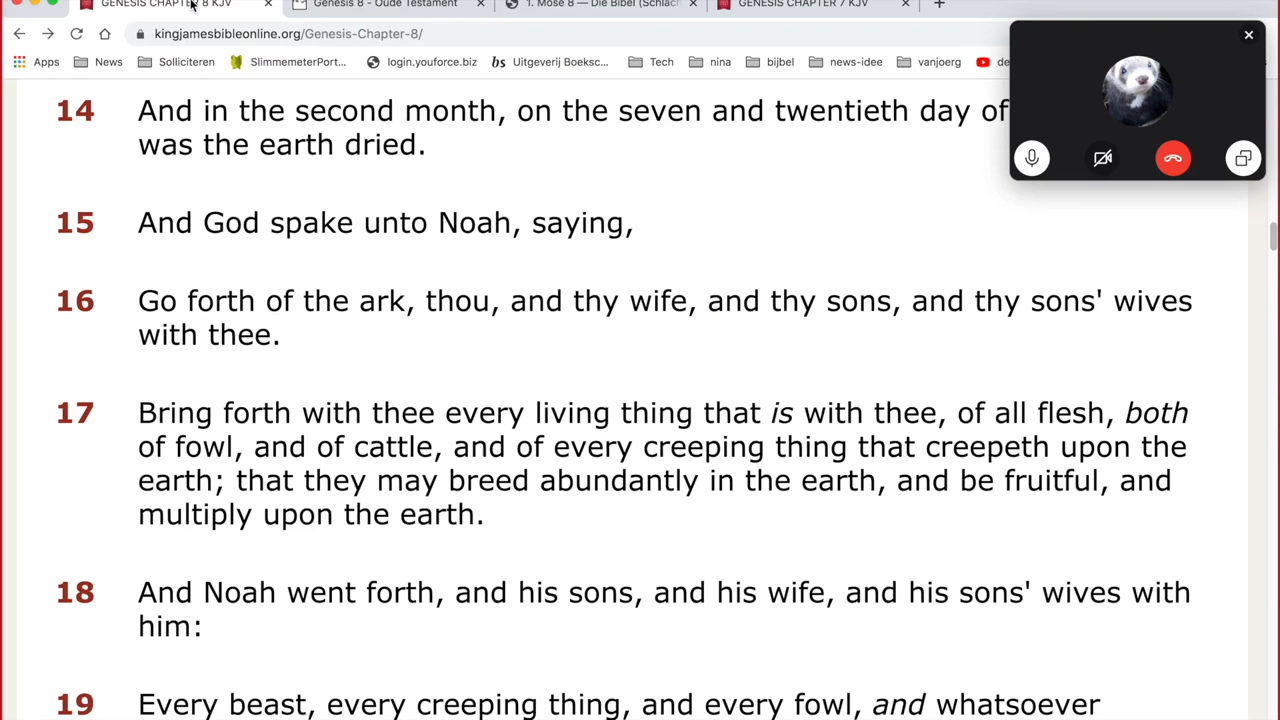 GENESIS CHAPTER 8 KJV
Genesis 8 - Oude Testament
1. Mose 8 — Die Bibel (Schlach
GENESIS CHAPTER 7 KJV
kingjamesbibleonline.org/Genesis-Chapter-8/
Apps News Solliciteren SlimmemeterPort... login.youforce.biz bs Uitgeverij Boeksc... Tech nina bijbel news-idee vanjoerg de
14 And in the second month, on the seven and twentieth day of
was the earth dried.
15 And God spake unto Noah, saying,
16 Go forth of the ark, thou, and thy wife, and thy sons, and thy sons' wives
with thee.
17 Bring forth with thee every living thing that is with thee, of all flesh, both
of fowl, and of cattle, and of every creeping thing that creepeth upon the
earth; that they may breed abundantly in the earth, and be fruitful, and
multiply upon the earth.
18 And Noah went forth, and his sons, and his wife, and his sons' wives with
him:
19 Every beast, every creeping thing, and every fowl, and whatsoever